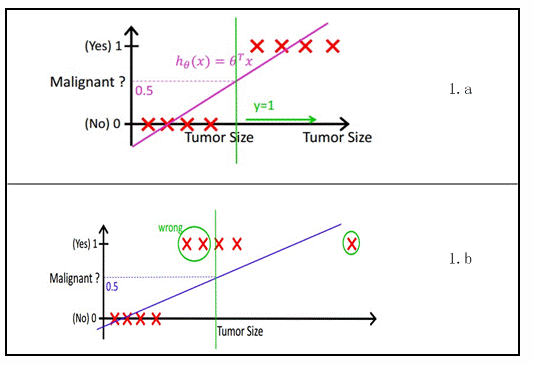 (Yes) 1
hθ(x) = θᵀx
Malignant ?
0.5
1.a
y=1
(No) 0
Tumor Size Tumor Size
wrong
(Yes) 1
1.b
Malignant ?
0.5
(No) 0
Tumor Size